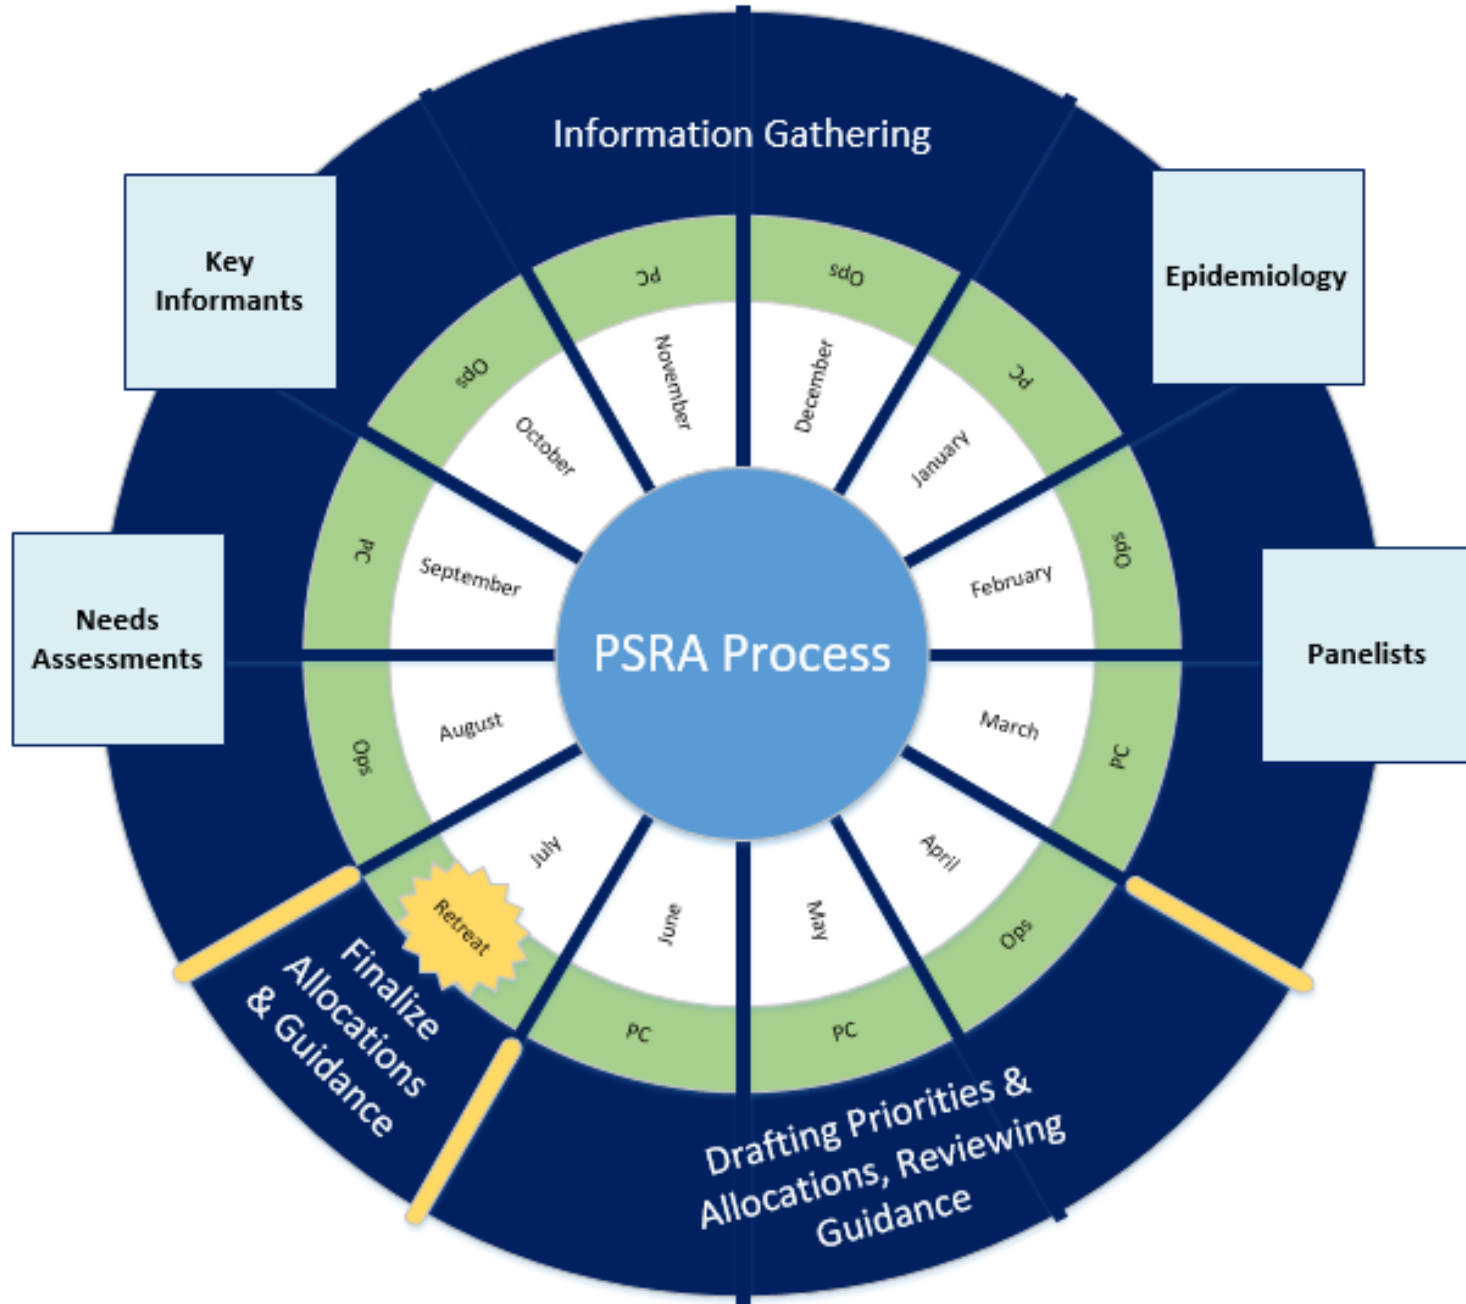 Information Gathering
Key
Informants
Epidemiology
Needs
Assessments
Panelists
PSRA Process
December
Ops
January
PC
February
Ops
March
PC
April
Ops
May
PC
June
PC
July
Retreat
August
Ops
September
PC
October
Ops
November
PC
Drafting Priorities &
Allocations, Reviewing
Guidance
Finalize
Allocations
& Guidance